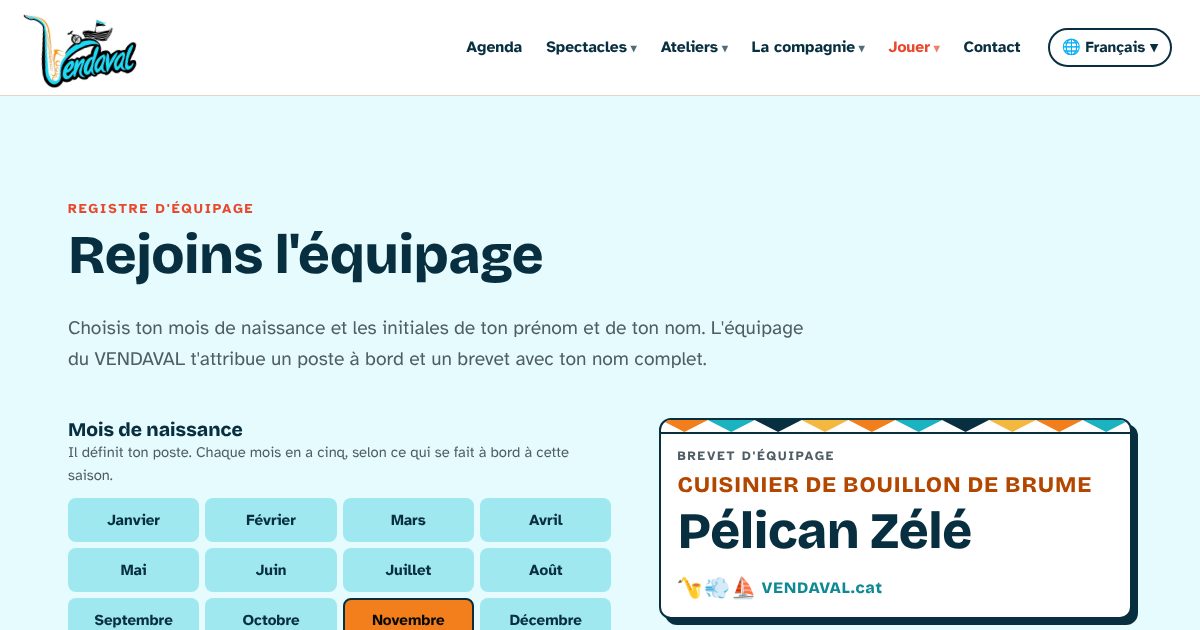 Vendaval
Agenda
Spectacles ▾
Ateliers ▾
La compagnie ▾
Jouer ▾
Contact
Français ▾
REGISTRE D'ÉQUIPAGE
Rejoins l'équipage
Choisis ton mois de naissance et les initiales de ton prénom et de ton nom. L'équipage
du VENDAVAL t'attribue un poste à bord et un brevet avec ton nom complet.
Mois de naissance
Il définit ton poste. Chaque mois en a cinq, selon ce qui se fait à bord à cette
saison.
Janvier
Février
Mars
Avril
Mai
Juin
Juillet
Août
Septembre
Octobre
Novembre
Décembre
BREVET D'ÉQUIPAGE
CUISINIER DE BOUILLON DE BRUME
Pélican Zélé
VENDAVAL.cat